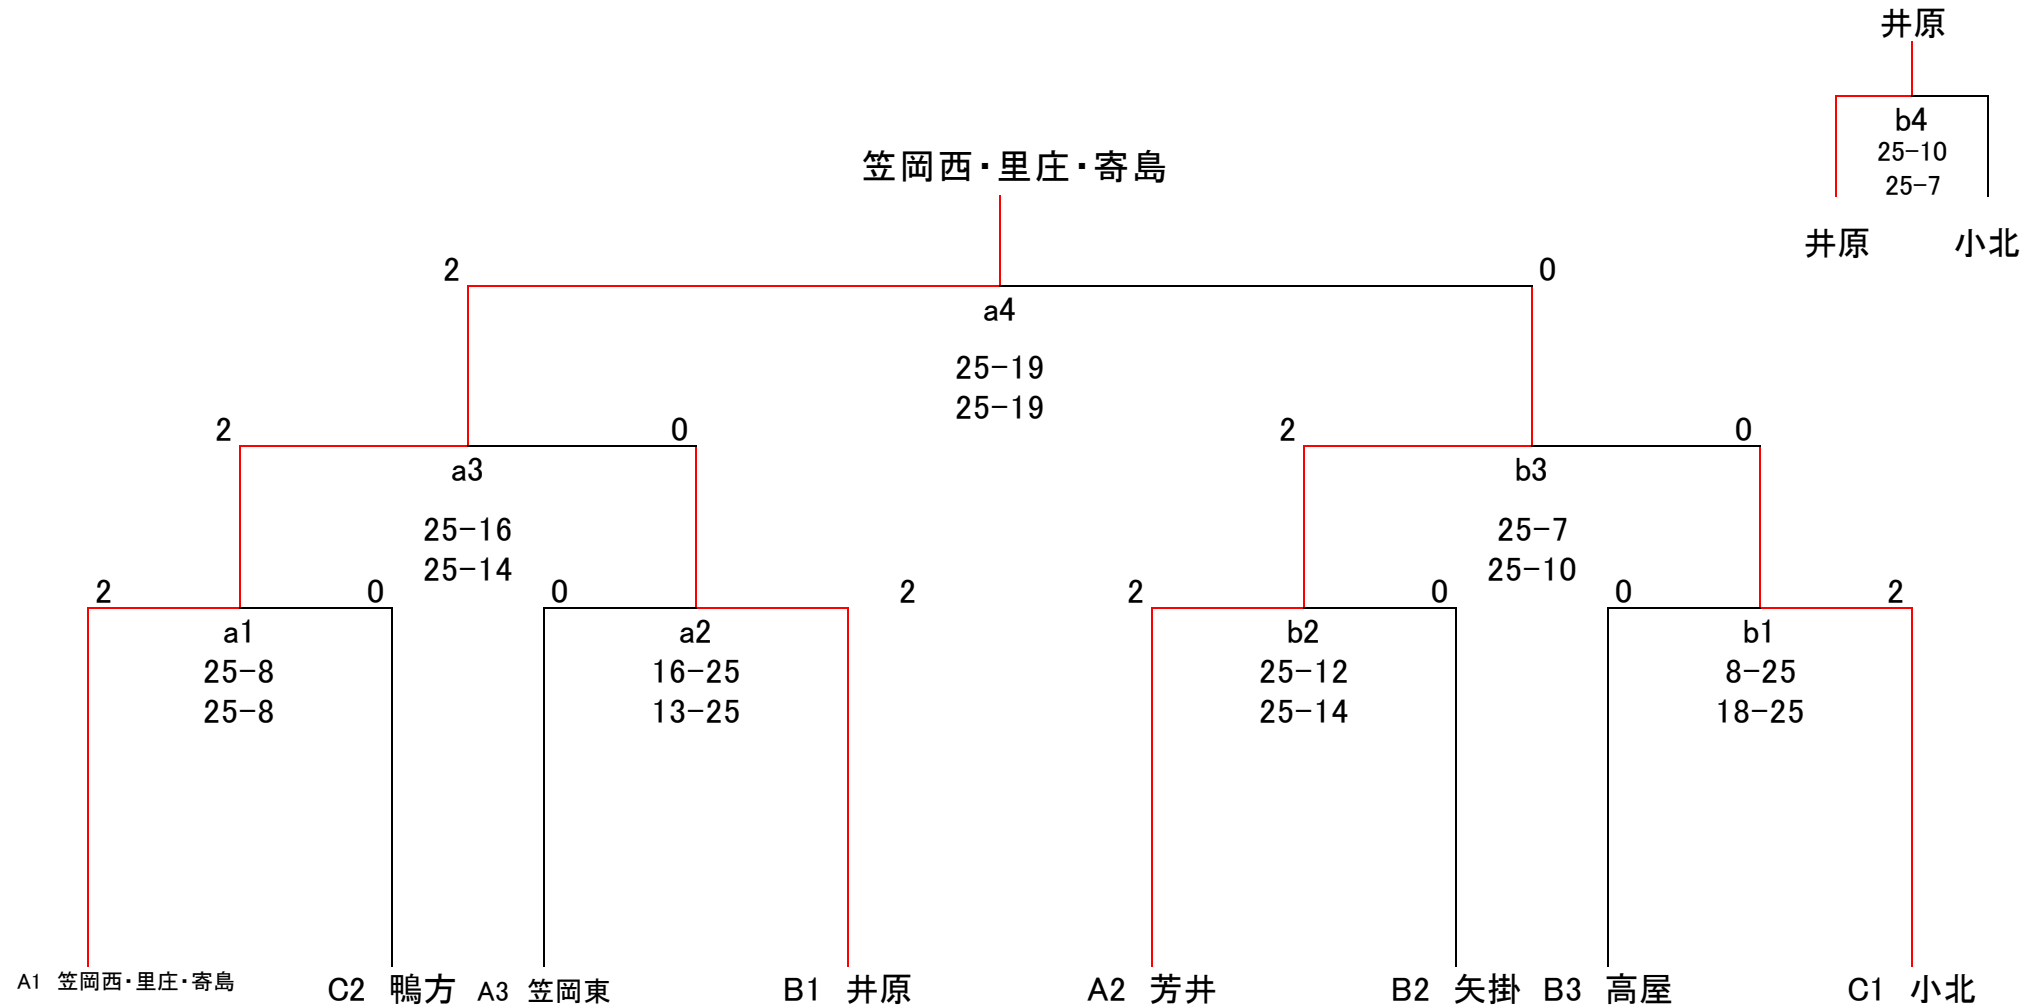 井原
b4
25-10
25-7
井原 小北
笠岡西・里庄・寄島
2 0
a4
25-19
25-19
2 0 2 0
a3 b3
25-16 25-7
25-14 25-10
2 0 0 2 2 0 0 2
a1 a2 b2 b1
25-8 16-25 25-12 8-25
25-8 13-25 25-14 18-25
A1 笠岡西・里庄・寄島 C2 鴨方 A3 笠岡東 B1 井原 A2 芳井 B2 矢掛 B3 高屋 C1 小北